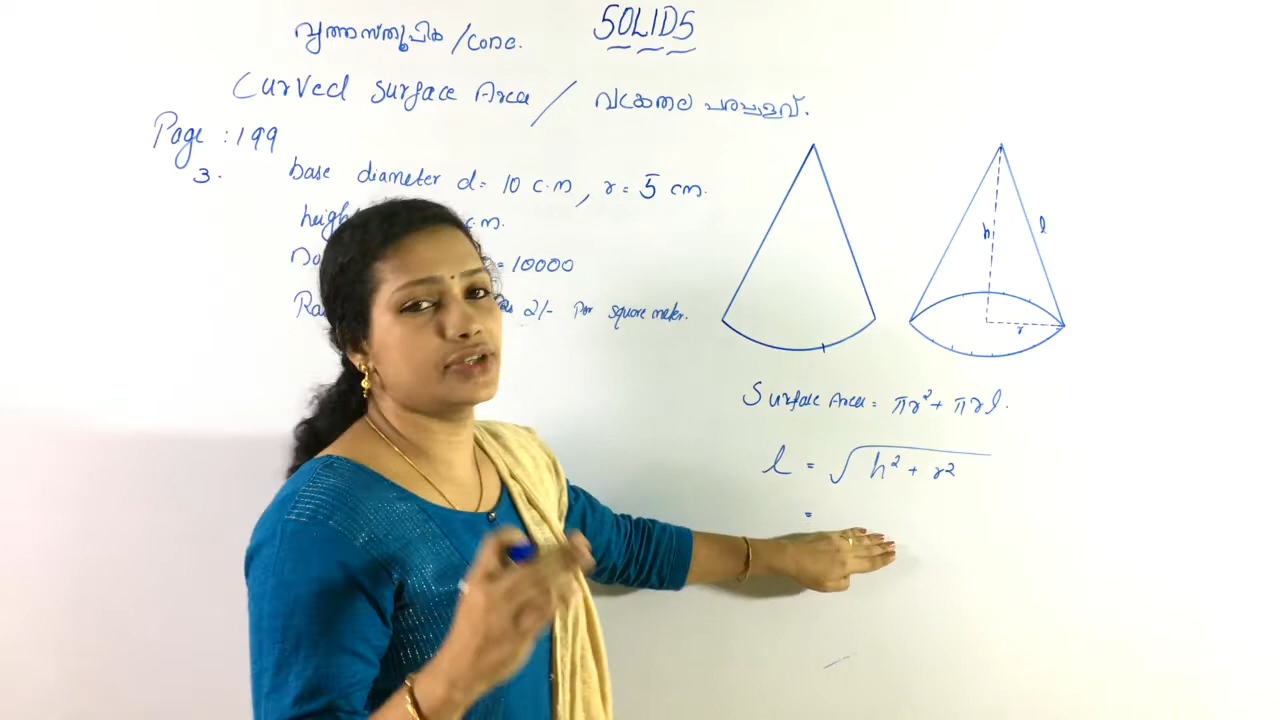 വൃത്തസ്തൂപിക /cone. SOLIDS
Curved Surface Area / വക്രതല പരപ്പളവ്.
Page : 199
3. base diameter d= 10 c.m, r = 5 cm.
c.m.
= 10000
2/- Per square meter.
h
l
r
Surface Area = πr² + πrl.
l = √h² + r²
=